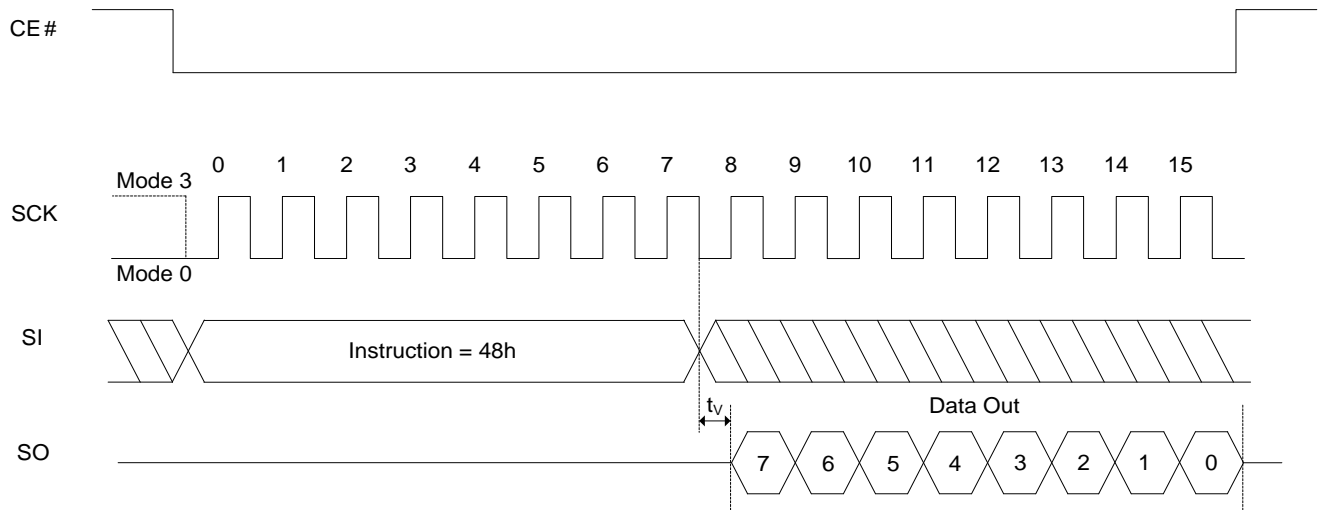 CE#
0 1 2 3 4 5 6 7 8 9 10 11 12 13 14 15
Mode 3
SCK
Mode 0
SI
Instruction = 48h
tV
Data Out
SO
7 6 5 4 3 2 1 0